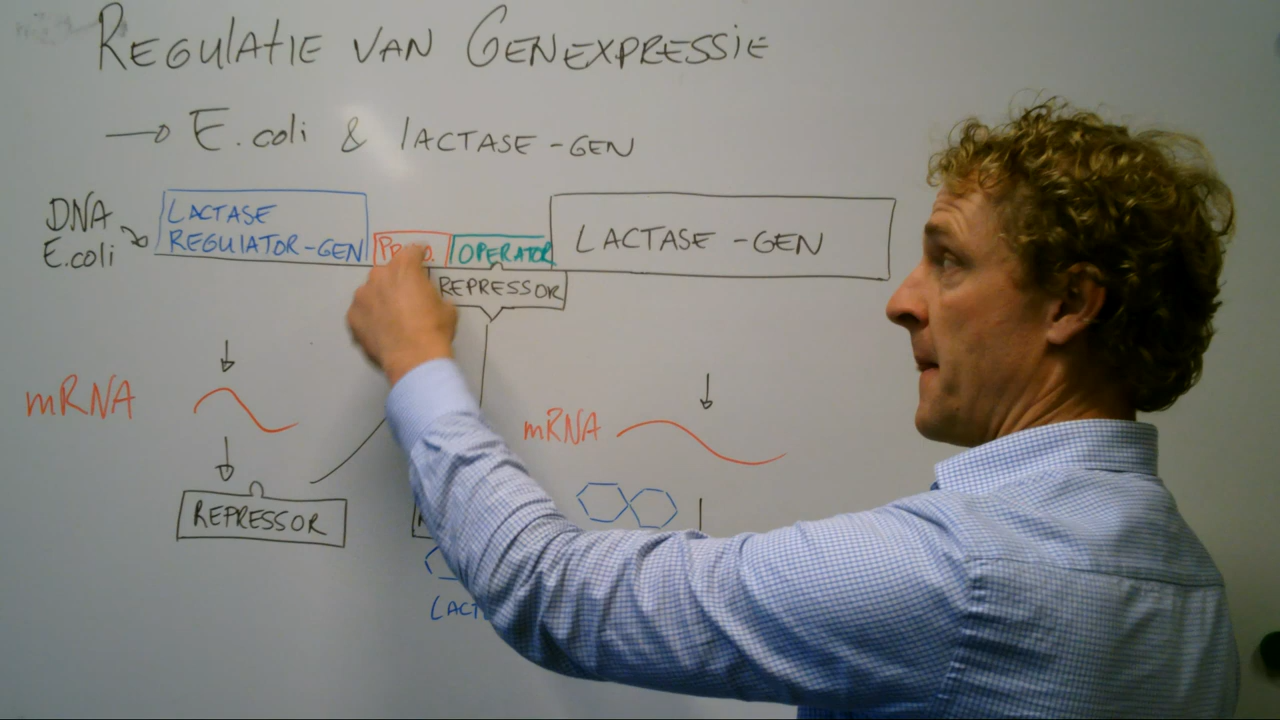 REGULATIE VAN GENEXPRESSIE
→ E.coli & LACTASE-GEN
DNA
E.coli
LACTASE
REGULATOR-GEN
OPERATOR
LACTASE -GEN
REPRESSOR
mRNA
mRNA
REPRESSOR